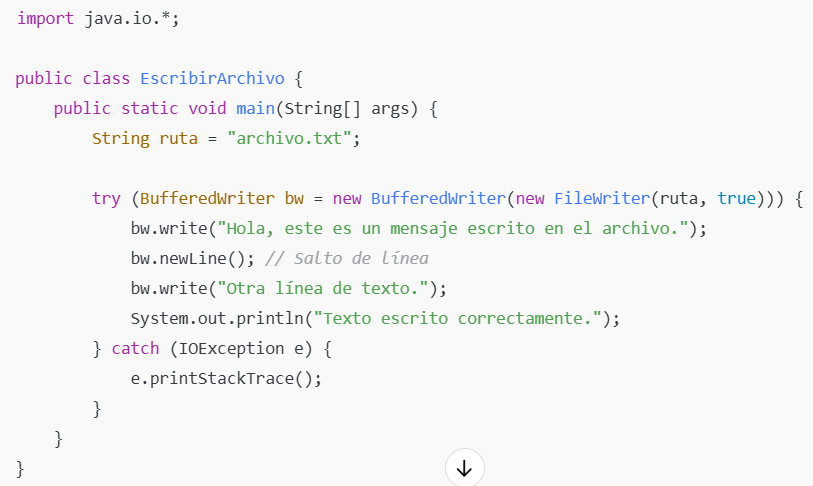 import java.io.*;
public class EscribirArchivo {
public static void main(String[] args) {
String ruta = "archivo.txt";
try (BufferedWriter bw = new BufferedWriter(new FileWriter(ruta, true))) {
bw.write("Hola, este es un mensaje escrito en el archivo.");
bw.newLine(); // Salto de línea
bw.write("Otra línea de texto.");
System.out.println("Texto escrito correctamente.");
} catch (IOException e) {
e.printStackTrace();
}
}
}